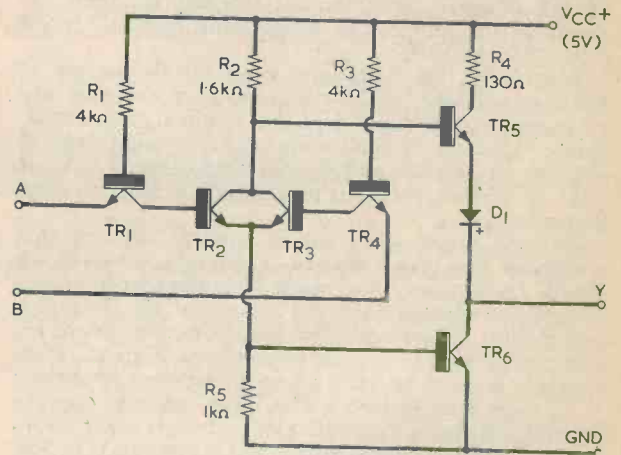 VCC+
(5V)
R1
4kΩ
R2
1·6kΩ
R3
4kΩ
R4
130Ω
TR5
A
TR1
TR2
TR3
TR4
D1
+
B
Y
TR6
R5
1kΩ
GND